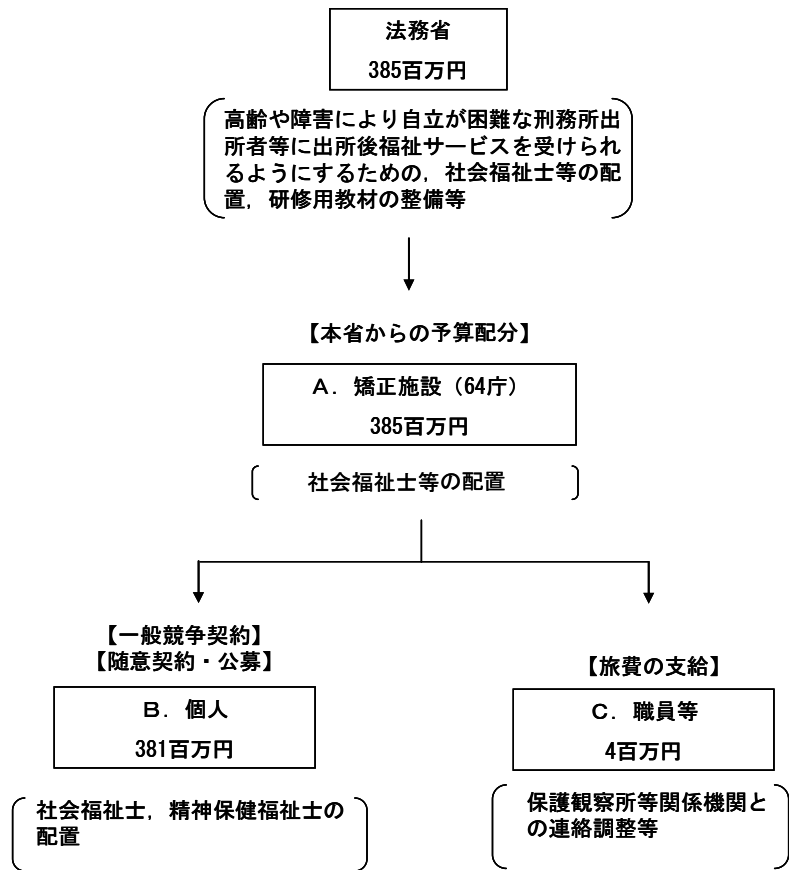 法務省
385百万円
高齢や障害により自立が困難な刑務所出
所者等に出所後福祉サービスを受けられ
るようにするための，社会福祉士等の配
置，研修用教材の整備等
【本省からの予算配分】
Ａ．矯正施設（64庁）
385百万円
社会福祉士等の配置
【一般競争契約】
【随意契約・公募】
Ｂ．個人
381百万円
社会福祉士，精神保健福祉士の
配置
【旅費の支給】
Ｃ．職員等
4百万円
保護観察所等関係機関と
の連絡調整等